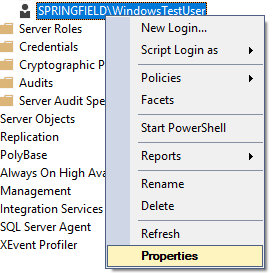 SPRINGFIELD\WindowsTestUser
Server Roles
Credentials
Cryptographic P
Audits
Server Audit Spe
Server Objects
Replication
PolyBase
Always On High Ava
Management
Integration Services
SQL Server Agent
XEvent Profiler
New Login...
Script Login as
Policies
Facets
Start PowerShell
Reports
Rename
Delete
Refresh
Properties